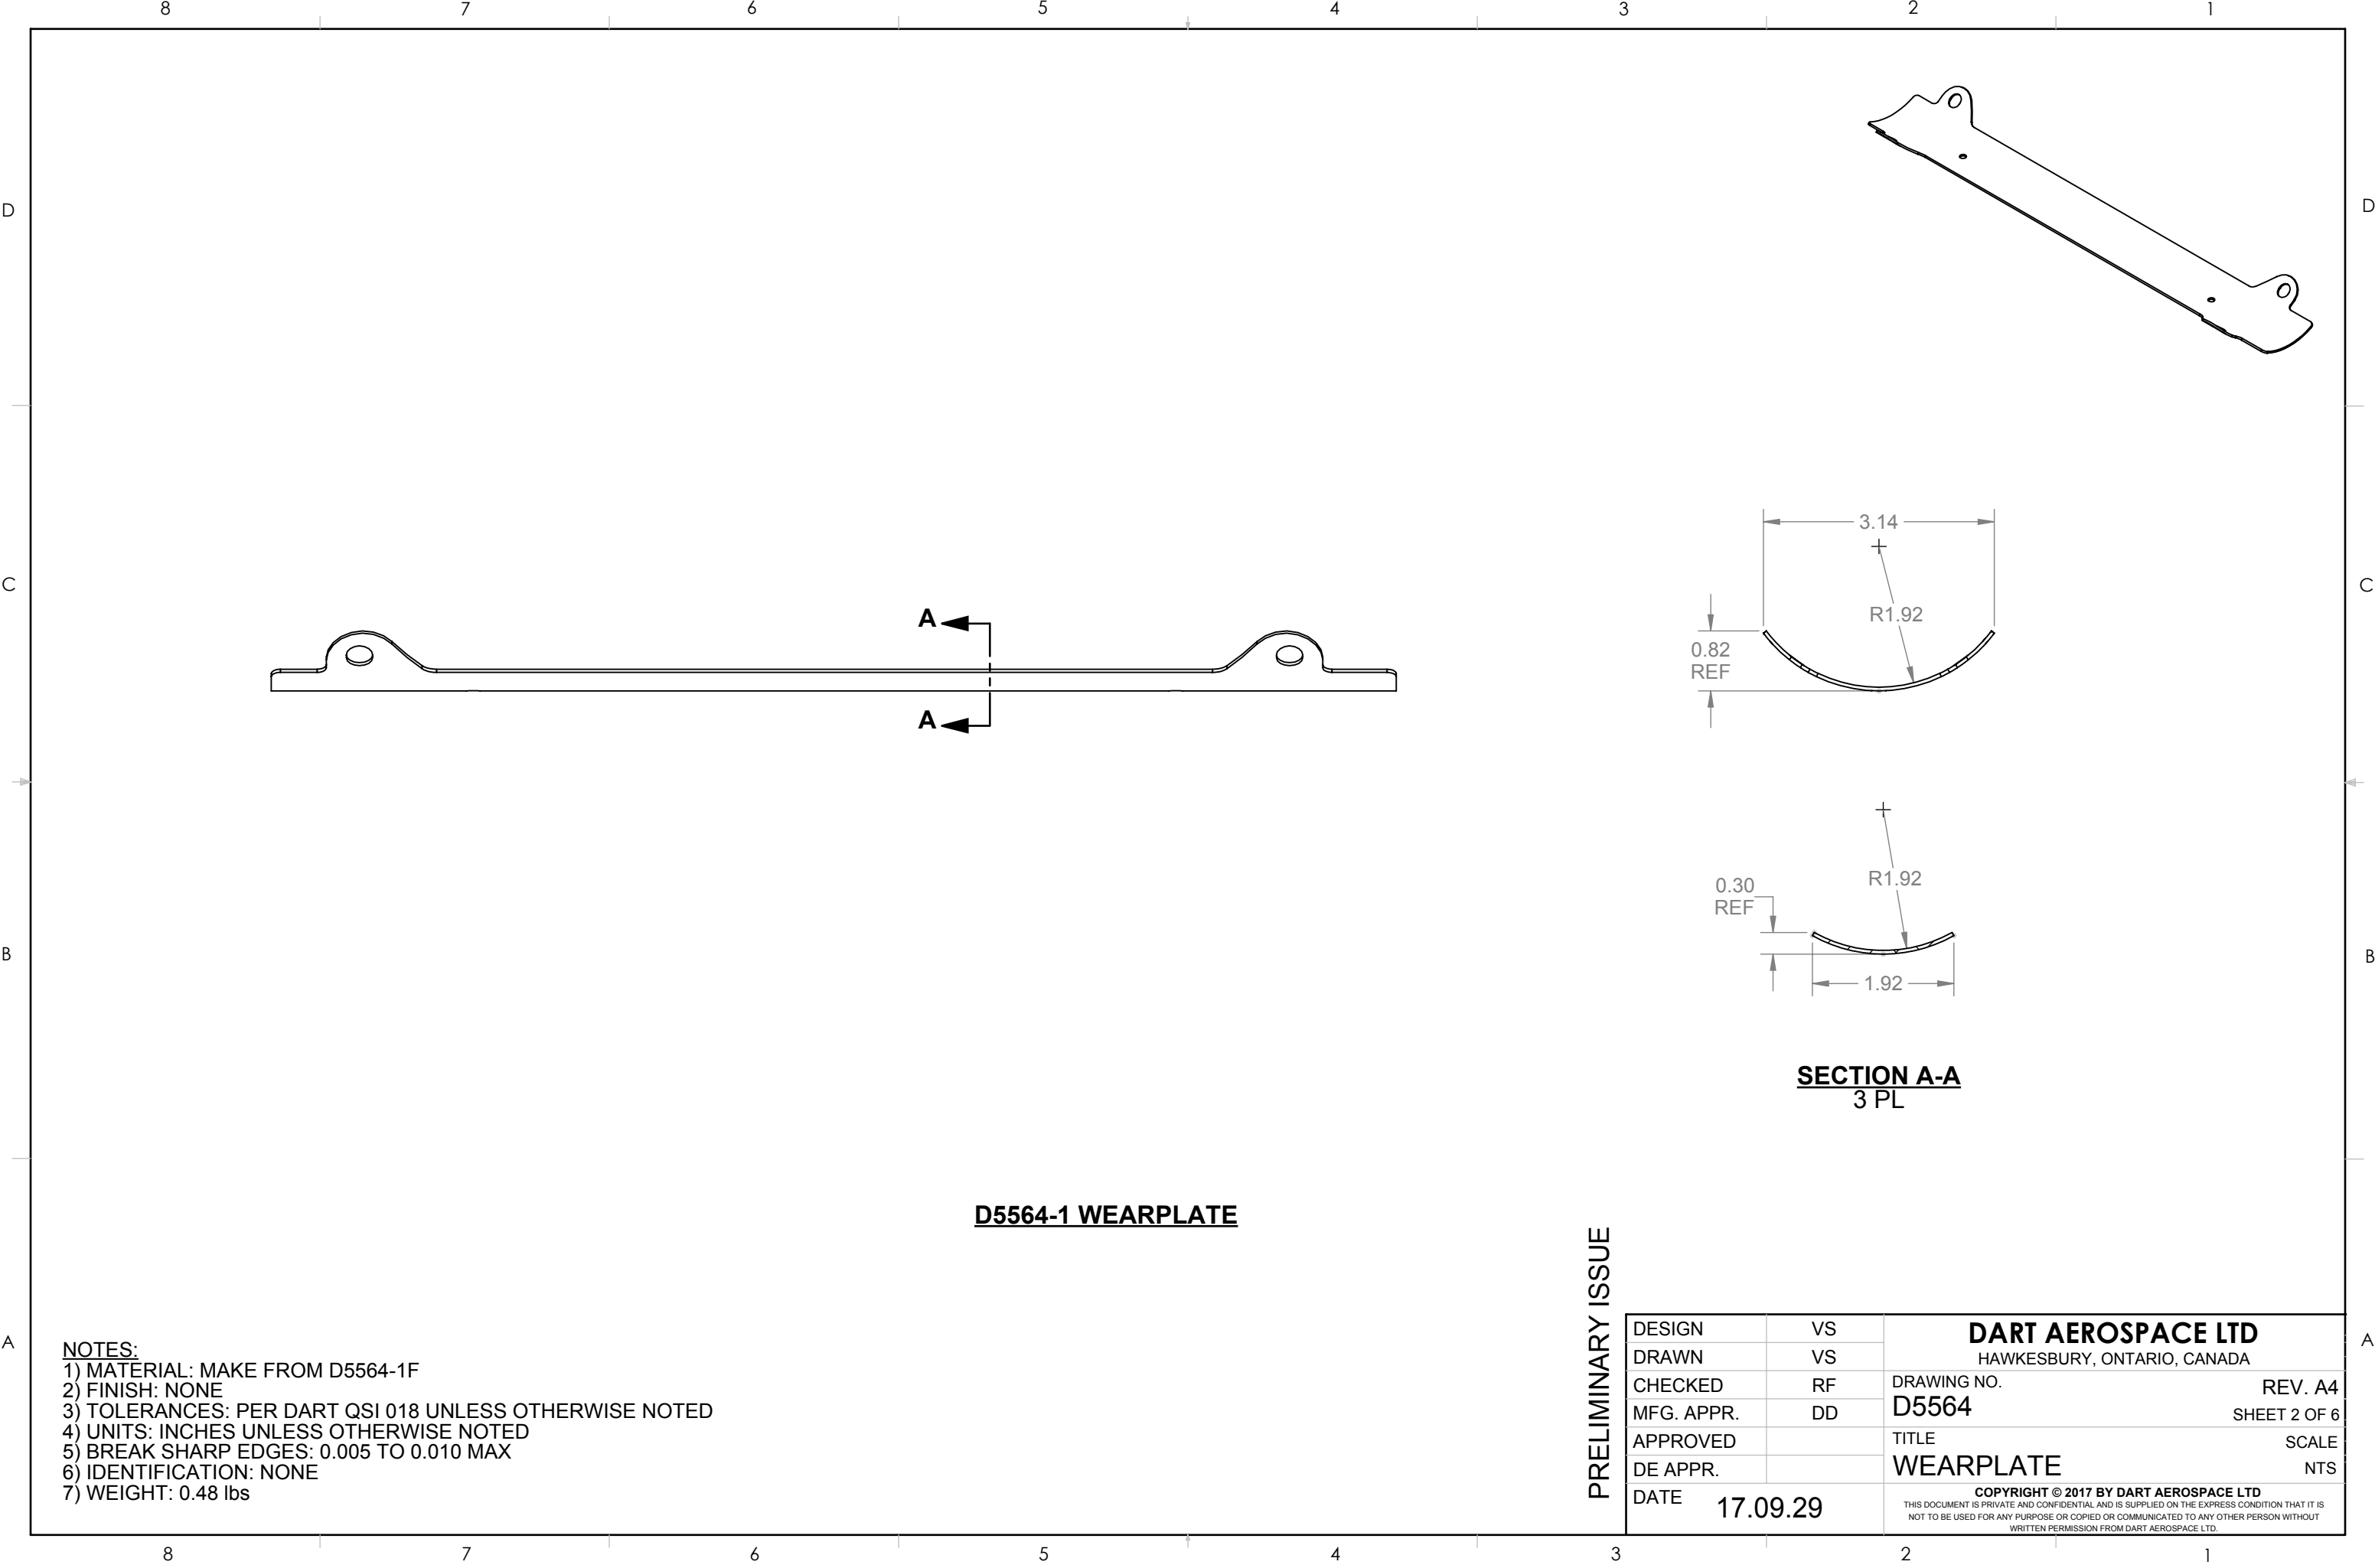 8 7 6 5 4 3 2 1
D D
3.14
R1.92
A
0.82
REF
C C
A
R1.92
0.30
REF
1.92
B B
SECTION A-A
3 PL
D5564-1 WEARPLATE
PRELIMINARY ISSUE
A A
NOTES:
1) MATERIAL: MAKE FROM D5564-1F
2) FINISH: NONE
3) TOLERANCES: PER DART QSI 018 UNLESS OTHERWISE NOTED
4) UNITS: INCHES UNLESS OTHERWISE NOTED
5) BREAK SHARP EDGES: 0.005 TO 0.010 MAX
6) IDENTIFICATION: NONE
7) WEIGHT: 0.48 lbs
DESIGN VS
DRAWN VS
CHECKED RF
MFG. APPR. DD
APPROVED
DE APPR.
DATE 17.09.29
DART AEROSPACE LTD
HAWKESBURY, ONTARIO, CANADA
DRAWING NO. REV. A4
D5564 SHEET 2 OF 6
TITLE SCALE
WEARPLATE NTS
COPYRIGHT © 2017 BY DART AEROSPACE LTD
THIS DOCUMENT IS PRIVATE AND CONFIDENTIAL AND IS SUPPLIED ON THE EXPRESS CONDITION THAT IT IS
NOT TO BE USED FOR ANY PURPOSE OR COPIED OR COMMUNICATED TO ANY OTHER PERSON WITHOUT
WRITTEN PERMISSION FROM DART AEROSPACE LTD.
8 7 6 5 4 3 2 1